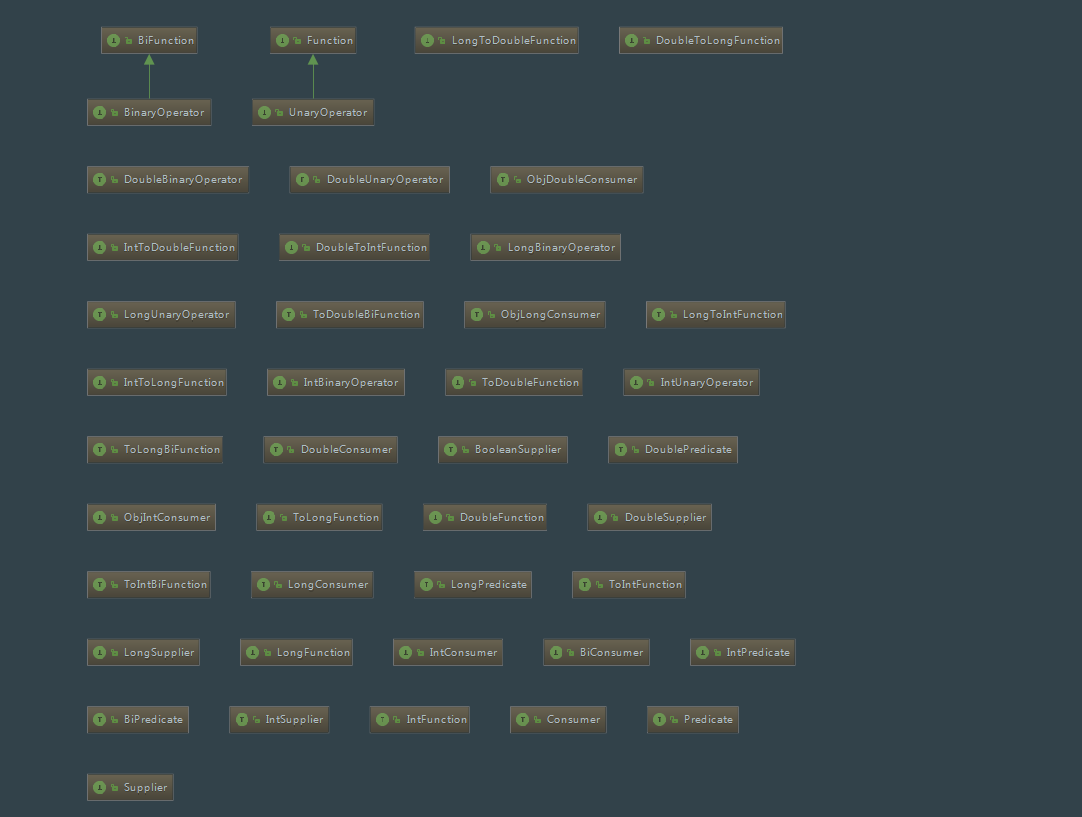 BiFunction Function LongToDoubleFunction DoubleToLongFunction
BinaryOperator UnaryOperator
DoubleBinaryOperator DoubleUnaryOperator ObjDoubleConsumer
IntToDoubleFunction DoubleToIntFunction LongBinaryOperator
LongUnaryOperator ToDoubleBiFunction ObjLongConsumer LongToIntFunction
IntToLongFunction IntBinaryOperator ToDoubleFunction IntUnaryOperator
ToLongBiFunction DoubleConsumer BooleanSupplier DoublePredicate
ObjIntConsumer ToLongFunction DoubleFunction DoubleSupplier
ToIntBiFunction LongConsumer LongPredicate ToIntFunction
LongSupplier LongFunction IntConsumer BiConsumer IntPredicate
BiPredicate IntSupplier IntFunction Consumer Predicate
Supplier